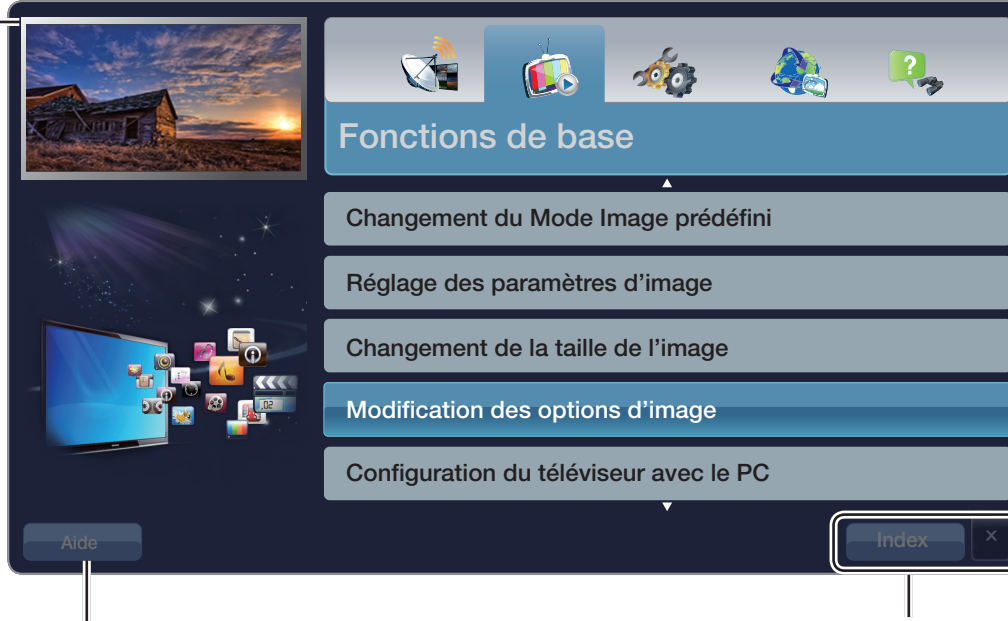 Fonctions de base
Changement du Mode Image prédéfini
Réglage des paramètres d’image
Changement de la taille de l’image
Modification des options d’image
Configuration du téléviseur avec le PC
Aide
Index
x